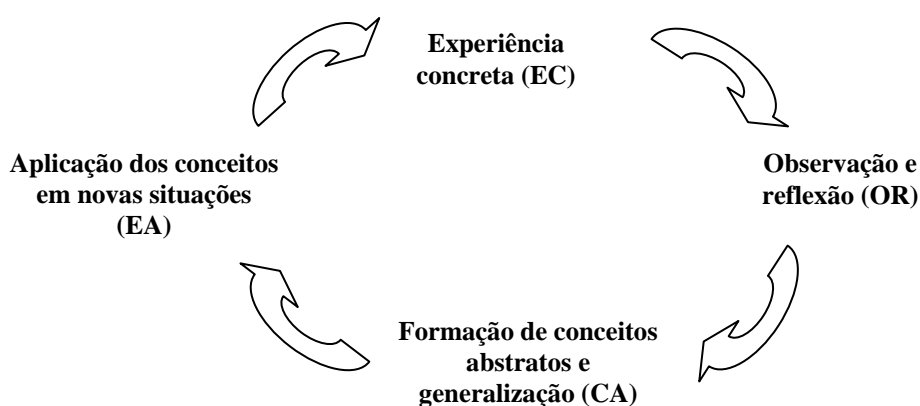 Experiência
concreta (EC)
Aplicação dos conceitos
em novas situações
(EA)
Observação e
reflexão (OR)
Formação de conceitos
abstratos e
generalização (CA)